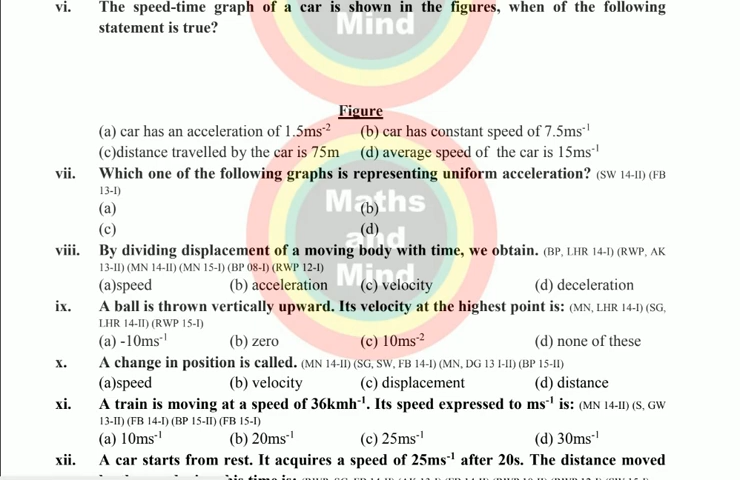 vi. The speed-time graph of a car is shown in the figures, when of the following
statement is true?
Mind
Figure
(a) car has an acceleration of 1.5ms⁻² (b) car has constant speed of 7.5ms⁻¹
(c)distance travelled by the car is 75m (d) average speed of the car is 15ms⁻¹
vii. Which one of the following graphs is representing uniform acceleration? (SW 14-II) (FB
13-I)
Maths
(a) (b)
(c) (d)
and
viii. By dividing displacement of a moving body with time, we obtain. (BP, LHR 14-I) (RWP, AK
13-II) (MN 14-II) (MN 15-I) (BP 08-I) (RWP 12-I)
Mind
(a)speed (b) acceleration (c) velocity (d) deceleration
ix. A ball is thrown vertically upward. Its velocity at the highest point is: (MN, LHR 14-I) (SG,
LHR 14-II) (RWP 15-I)
(a) -10ms⁻¹ (b) zero (c) 10ms⁻² (d) none of these
x. A change in position is called. (MN 14-II) (SG, SW, FB 14-I) (MN, DG 13 I-II) (BP 15-II)
(a)speed (b) velocity (c) displacement (d) distance
xi. A train is moving at a speed of 36kmh⁻¹. Its speed expressed to ms⁻¹ is: (MN 14-II) (S, GW
13-II) (FB 14-I) (BP 15-II) (FB 15-I)
(a) 10ms⁻¹ (b) 20ms⁻¹ (c) 25ms⁻¹ (d) 30ms⁻¹
xii. A car starts from rest. It acquires a speed of 25ms⁻¹ after 20s. The distance moved